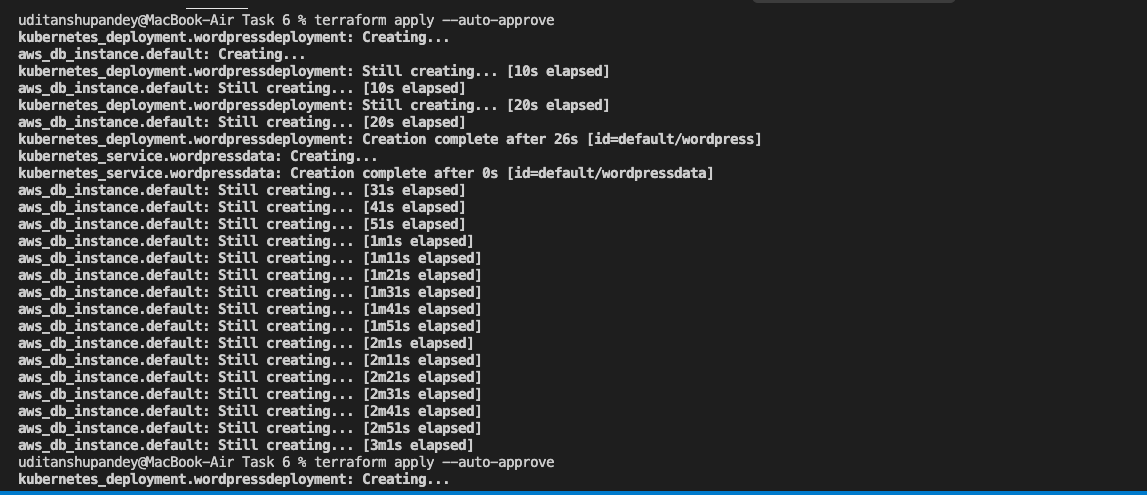 uditanshupandey@MacBook-Air Task 6 % terraform apply --auto-approve
kubernetes_deployment.wordpressdeployment: Creating...
aws_db_instance.default: Creating...
kubernetes_deployment.wordpressdeployment: Still creating... [10s elapsed]
aws_db_instance.default: Still creating... [10s elapsed]
kubernetes_deployment.wordpressdeployment: Still creating... [20s elapsed]
aws_db_instance.default: Still creating... [20s elapsed]
kubernetes_deployment.wordpressdeployment: Creation complete after 26s [id=default/wordpress]
kubernetes_service.wordpressdata: Creating...
kubernetes_service.wordpressdata: Creation complete after 0s [id=default/wordpressdata]
aws_db_instance.default: Still creating... [31s elapsed]
aws_db_instance.default: Still creating... [41s elapsed]
aws_db_instance.default: Still creating... [51s elapsed]
aws_db_instance.default: Still creating... [1m1s elapsed]
aws_db_instance.default: Still creating... [1m11s elapsed]
aws_db_instance.default: Still creating... [1m21s elapsed]
aws_db_instance.default: Still creating... [1m31s elapsed]
aws_db_instance.default: Still creating... [1m41s elapsed]
aws_db_instance.default: Still creating... [1m51s elapsed]
aws_db_instance.default: Still creating... [2m1s elapsed]
aws_db_instance.default: Still creating... [2m11s elapsed]
aws_db_instance.default: Still creating... [2m21s elapsed]
aws_db_instance.default: Still creating... [2m31s elapsed]
aws_db_instance.default: Still creating... [2m41s elapsed]
aws_db_instance.default: Still creating... [2m51s elapsed]
aws_db_instance.default: Still creating... [3m1s elapsed]
uditanshupandey@MacBook-Air Task 6 % terraform apply --auto-approve
kubernetes_deployment.wordpressdeployment: Creating...